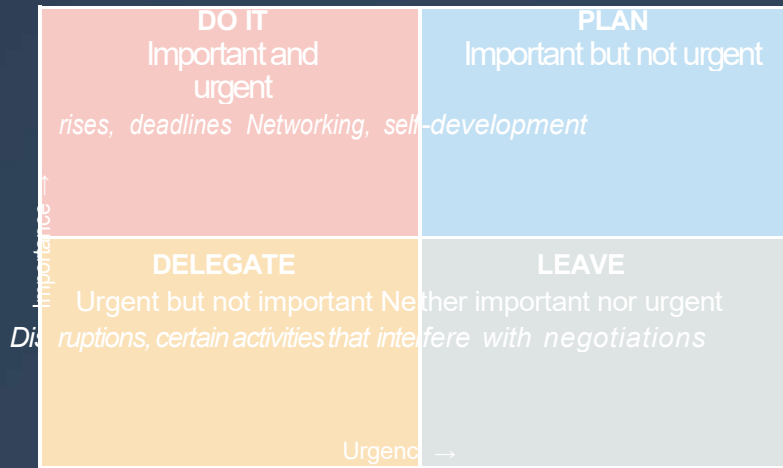 DO IT
Important and
urgent
rises, deadlines
PLAN
Important but not urgent
Networking, self-development
Importance →
DELEGATE
Urgent but not important
LEAVE
Neither important nor urgent
Disruptions, certain activities that interfere with negotiations
Urgenc →